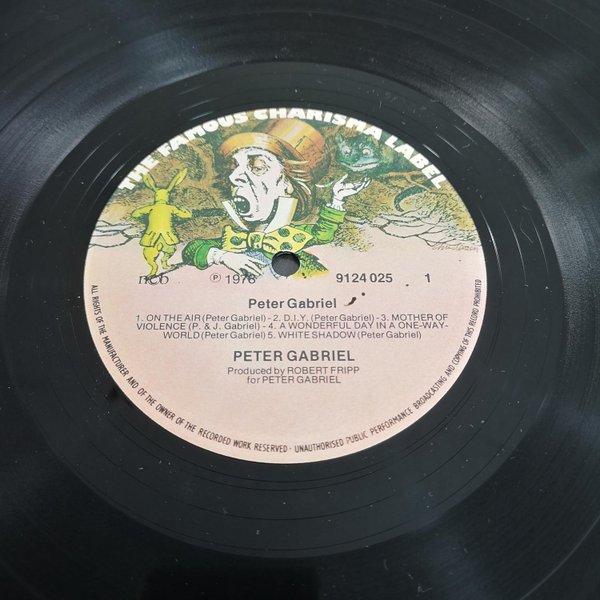 THE FAMOUS CHARISMA LABEL
ncb ℗ 1978 9124 025 1
Peter Gabriel
1. ON THE AIR (Peter Gabriel) - 2. D.I.Y. (Peter Gabriel) - 3. MOTHER OF
VIOLENCE (P. & J. Gabriel) - 4. A WONDERFUL DAY IN A ONE-WAY-
WORLD (Peter Gabriel) 5. WHITE SHADOW (Peter Gabriel)
PETER GABRIEL
Produced by ROBERT FRIPP
for PETER GABRIEL
ALL RIGHTS OF THE MANUFACTURER AND OF THE OWNER OF THE RECORDED WORK RESERVED · UNAUTHORISED PUBLIC PERFORMANCE BROADCASTING AND COPYING OF THIS RECORD PROHIBITED